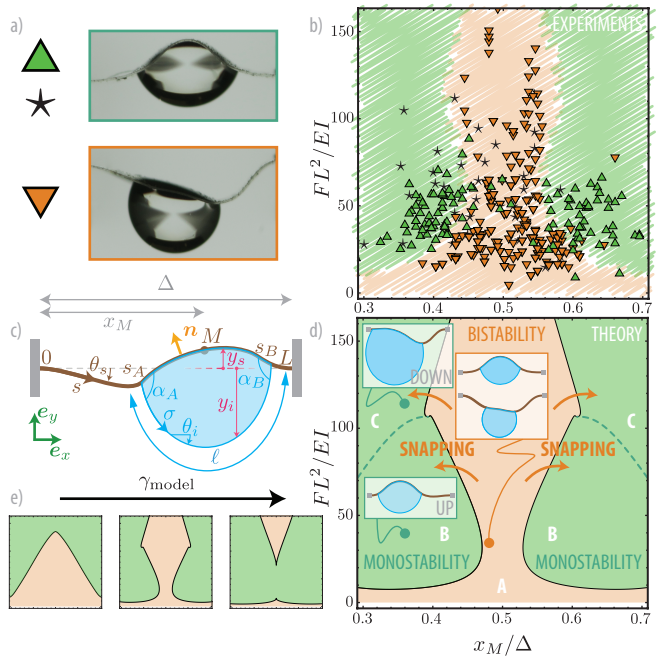 a)
b)
EXPERIMENTS
FL²/EI
150
100
50
0
0.3 0.4 0.5 0.6 0.7
x_M/Δ
Δ
x_M
c)
n
M
0
θ_s
s_A
s
y_s
s_B
L
α_A
α_B
y_i
σ
θ_i
ℓ
e_y
e_x
d)
BISTABILITY
THEORY
DOWN
C
C
SNAPPING
SNAPPING
UP
B
B
MONOSTABILITY
MONOSTABILITY
A
FL²/EI
150
100
50
0
0.3 0.4 0.5 0.6 0.7
x_M/Δ
e)
γ_model